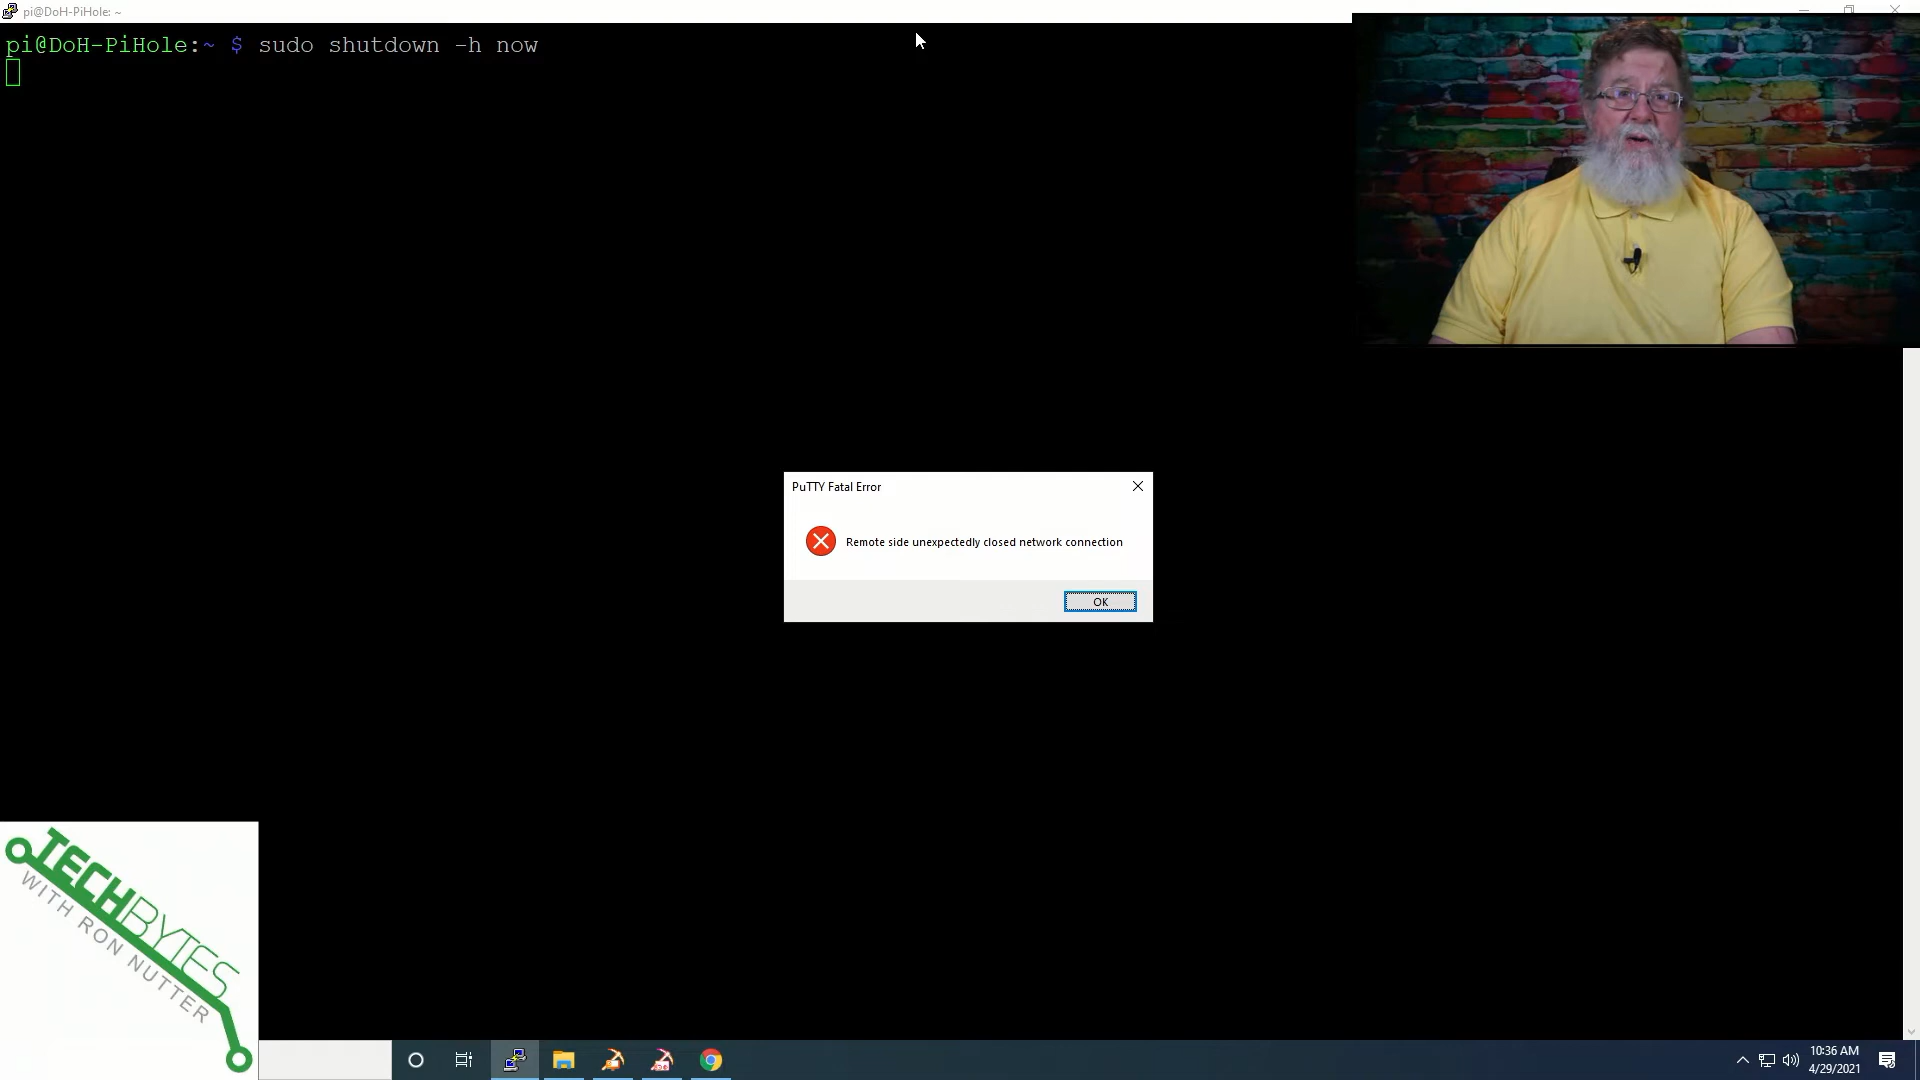 pi@DoH-PiHole: ~
pi@DoH-PiHole:~ $ sudo shutdown -h now
PuTTY Fatal Error
Remote side unexpectedly closed network connection
OK
TECHBYTES
WITH RON NUTTER
10:36 AM
4/29/2021